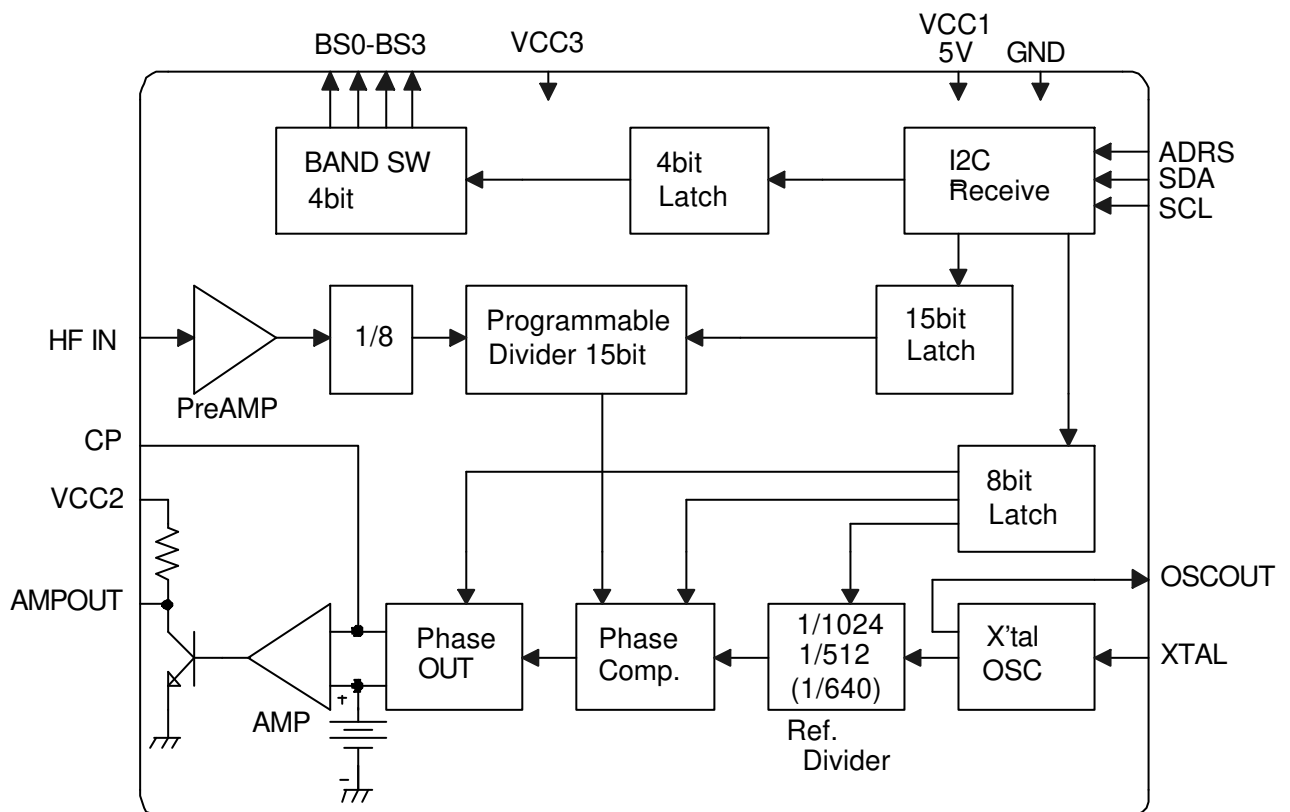 BS0-BS3
VCC3
VCC1
5V
GND
BAND SW
4bit
4bit
Latch
I2C
Receive
ADRS
SDA
SCL
HF IN
PreAMP
1/8
Programmable
Divider 15bit
15bit
Latch
CP
VCC2
8bit
Latch
AMPOUT
OSCOUT
Phase
OUT
Phase
Comp.
1/1024
1/512
(1/640)
X'tal
OSC
XTAL
+
AMP
-
Ref.
Divider